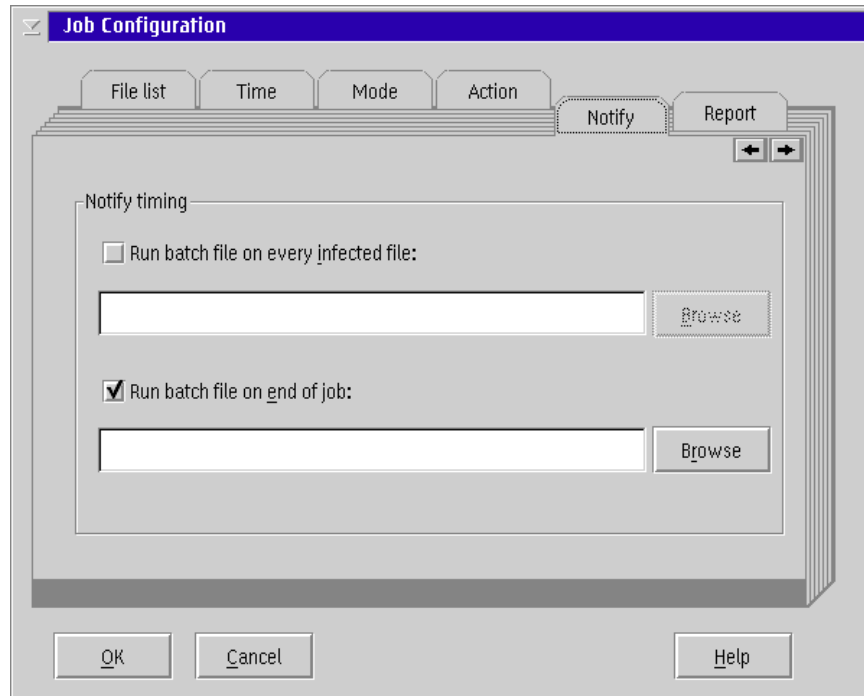 Job Configuration
File list
Time
Mode
Action
Notify
Report
Notify timing
Run batch file on every infected file:
Browse
Run batch file on end of job:
Browse
OK
Cancel
Help